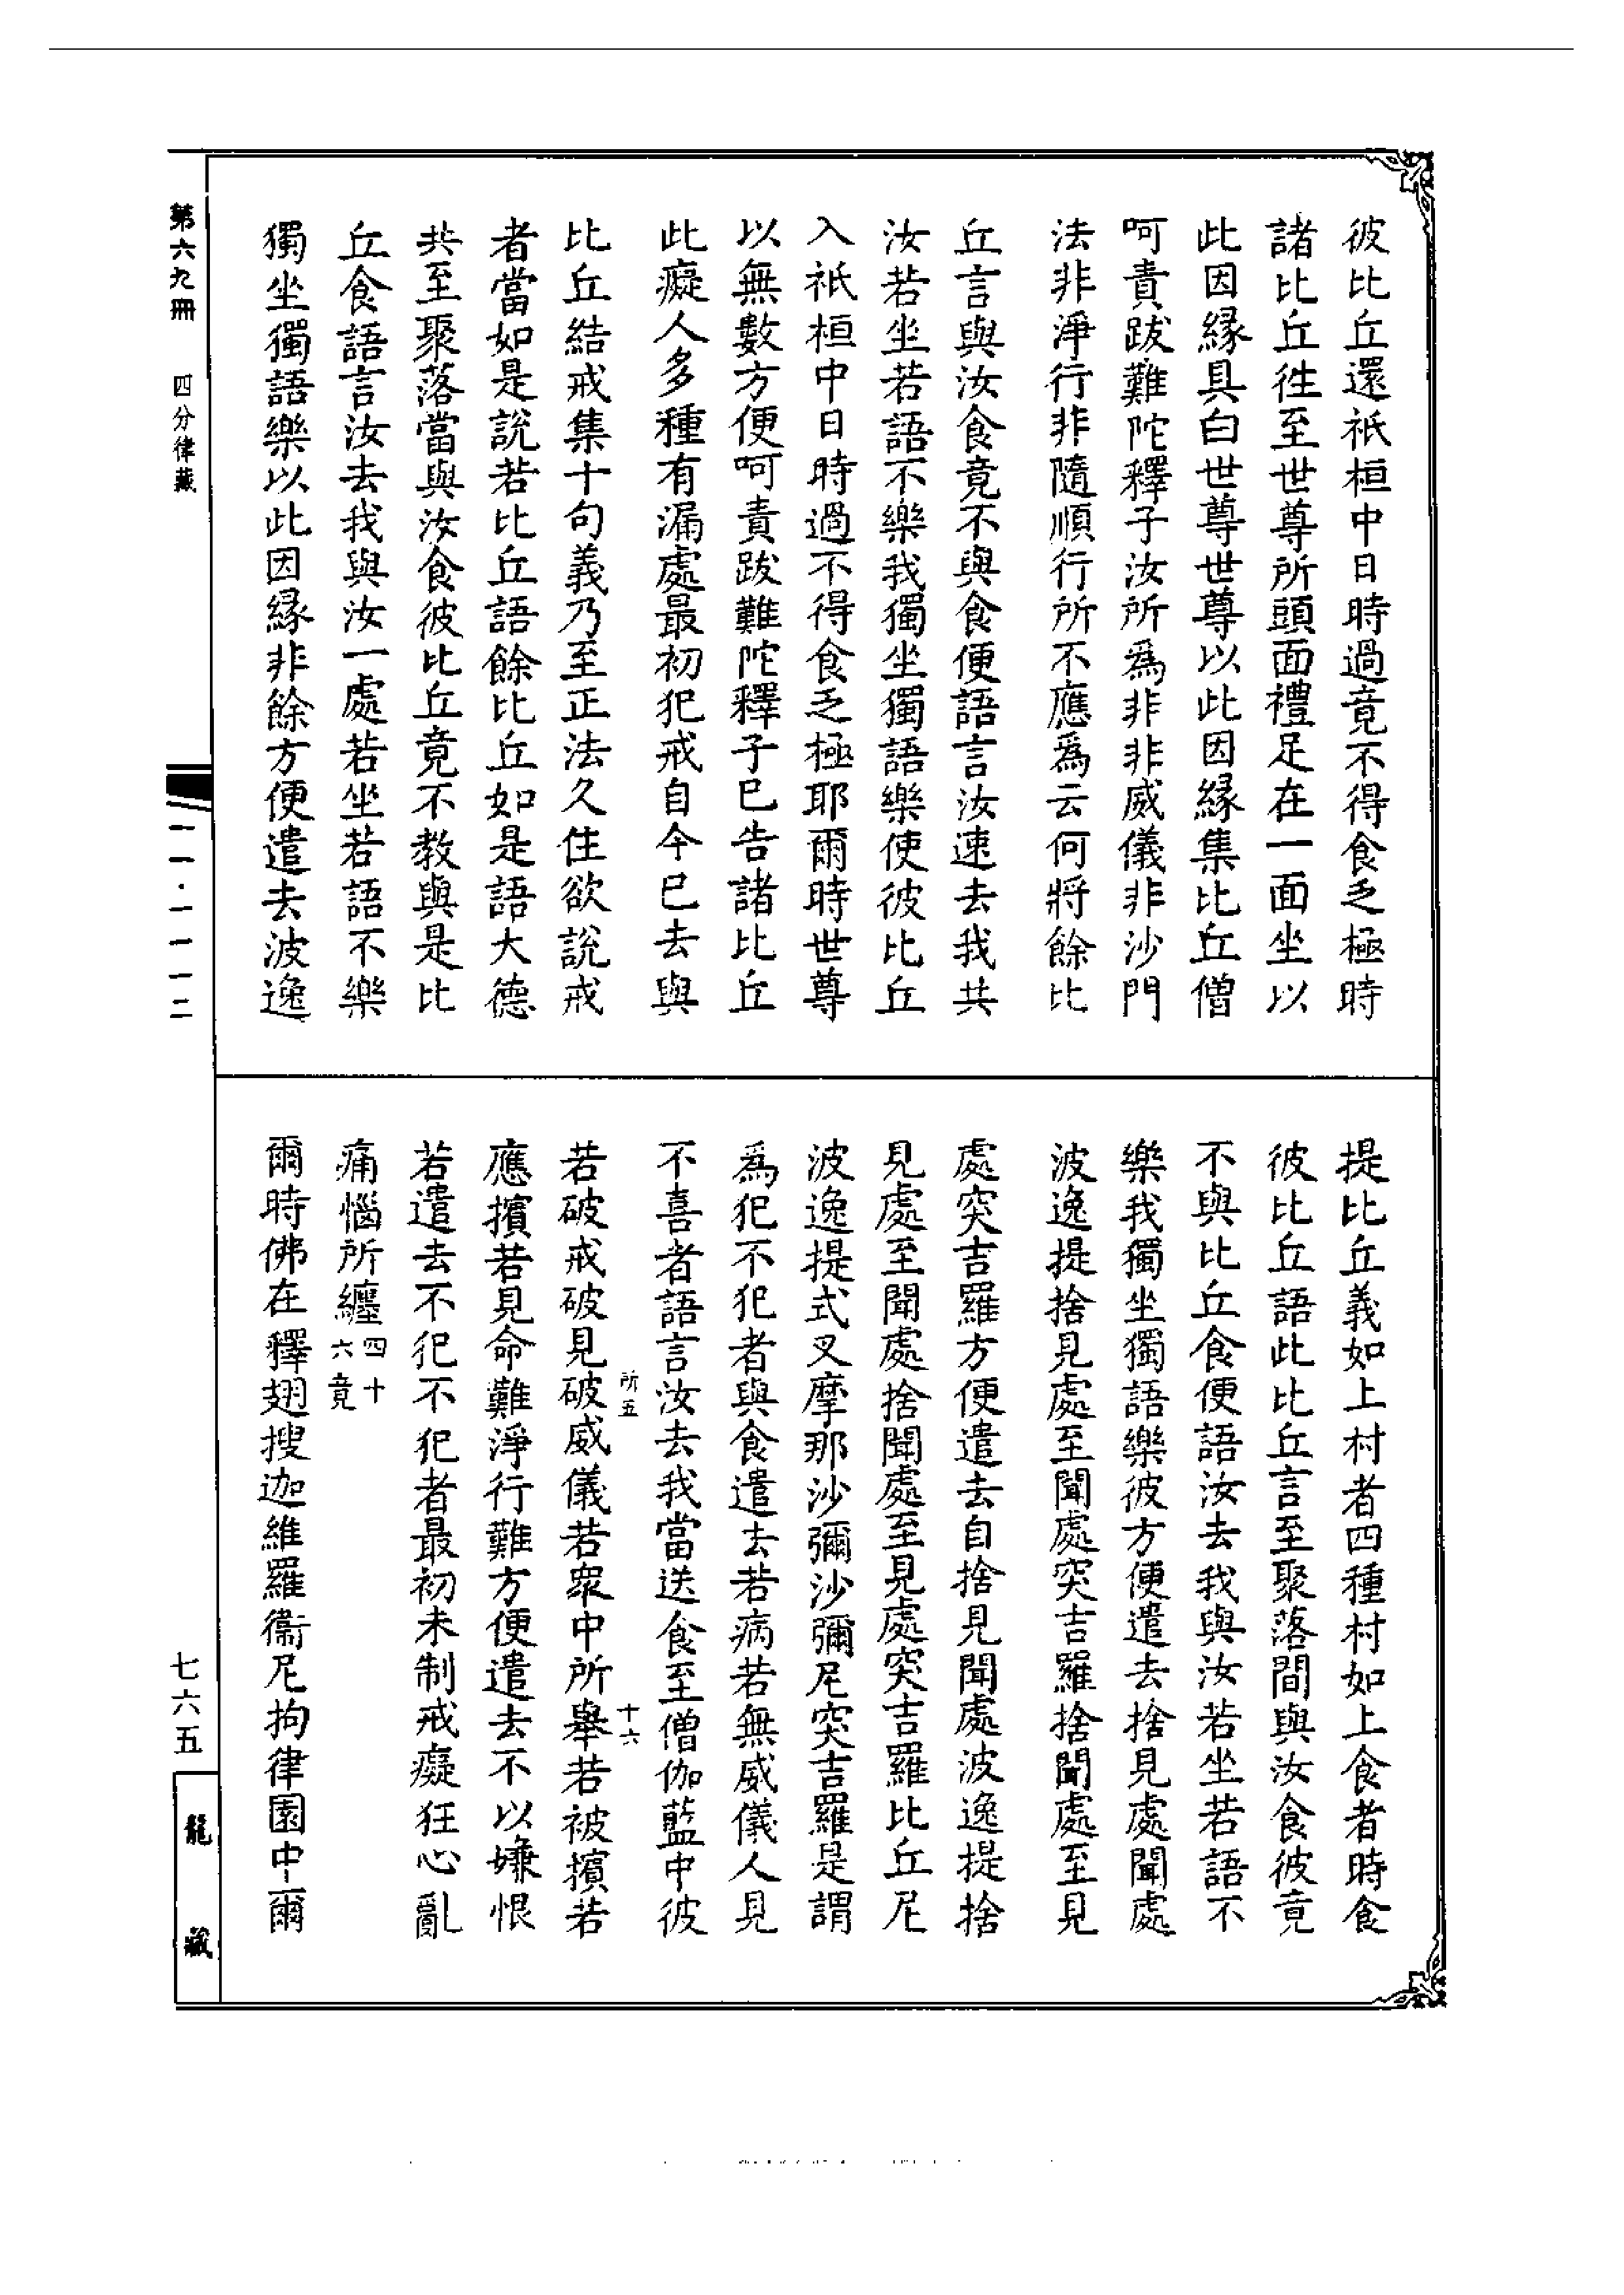 彼比丘還祇桓中日時過竟不得食乏極時
諸比丘徃至世尊所頭面禮足在一面坐以
此因緣具白世尊世尊以此因緣集比丘僧
呵責跋難陀釋子汝所爲非非威儀非沙門
法非淨行非隨順行所不應爲云何將餘比
丘言與汝食竟不與食便語言汝速去我共
汝若坐若語不樂我獨坐獨語樂使彼比丘
入祇桓中日時過不得食乏極耶爾時世尊
以無數方便呵責跋難陀釋子巳告諸比丘
此癡人多種有漏處最初犯戒自今巳去與
比丘結戒集十句義乃至正法久住欲說戒
者當如是說若比丘語餘比丘如是語大德
共至聚落當與汝食彼比丘竟不教與是比
丘食語言汝去我與汝一處若坐若語不樂
獨坐獨語樂以此因緣非餘方便遣去波逸
提比丘義如上村者四種村如上食者時食
彼比丘語此比丘言至聚落間與汝食彼竟
不與比丘食便語汝去我與汝若坐若語不
樂我獨坐獨語樂彼方便遣去捨見處聞處
波逸提捨見處至聞處突吉羅捨聞處至見
處突吉羅方便遣去自捨見聞處波逸提捨
見處至聞處捨聞處至見處突吉羅比丘尼
波逸提式叉摩那沙彌沙彌尼突吉羅是謂
爲犯不犯者與食遣去若病若無威儀人見
不喜者語言汝去我當送食至僧伽藍中彼
所五
十六
若破戒破見破威儀若衆中所舉若被擯若
應擯若見命難淨行難方便遣去不以嫌恨
若遣去不犯不犯者最初未制戒癡狂心亂
痛惱所纏四十六竟
爾時佛在釋翅搜迦維羅衞尼拘律園中爾
第六九冊　四分律藏
一一·一一一二
七六五
龍藏